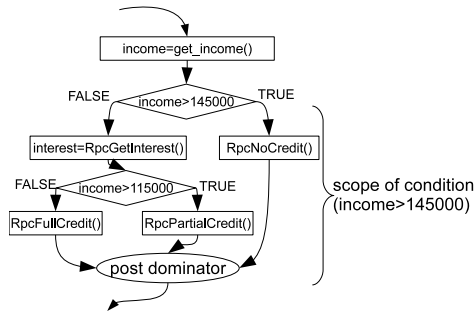 income=get_income()
FALSE
TRUE
income>145000
interest=RpcGetInterest()
RpcNoCredit()
FALSE
TRUE
income>115000
RpcFullCredit()
RpcPartialCredit()
post dominator
scope of condition
(income>145000)